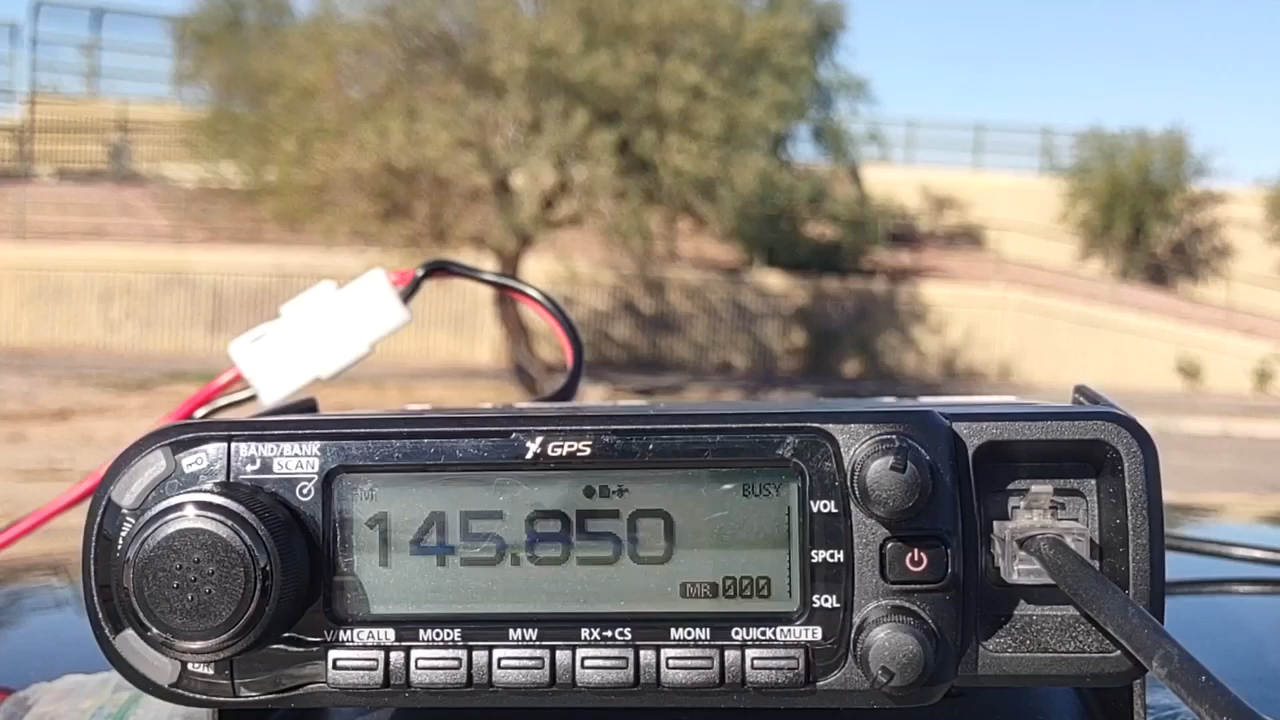 GPS
BAND/BANK
SCAN
BUSY
145.850
MR 000
VOL
SPCH
SQL
V/M CALL MODE MW RX→CS MONI QUICK MUTE
DR